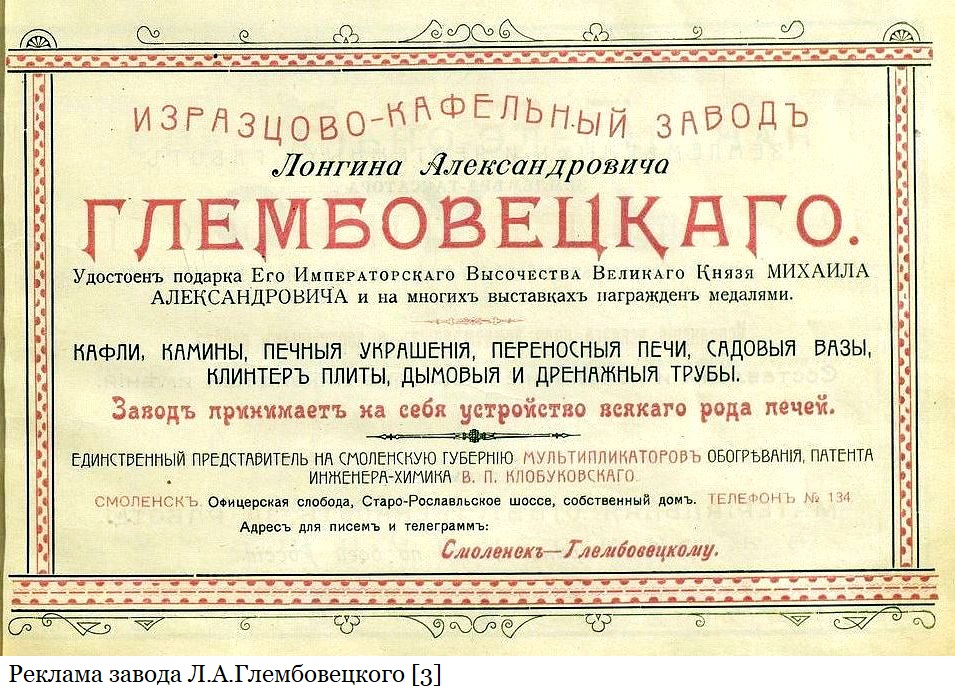 ИЗРАЗЦОВО-КАФЕЛЬНЫЙ ЗАВОДЪ
Лонгина Александровича
ГЛЕМБОВЕЦКАГО.
Удостоенъ подарка Его Императорскаго Высочества Великаго Князя МИХАИЛА
АЛЕКСАНДРОВИЧА и на многихъ выставкахъ награжденъ медалями.
КАФЛИ, КАМИНЫ, ПЕЧНЫЯ УКРАШЕНІЯ, ПЕРЕНОСНЫЯ ПЕЧИ, САДОВЫЯ ВАЗЫ,
КЛИНТЕРЪ ПЛИТЫ, ДЫМОВЫЯ И ДРЕНАЖНЫЯ ТРУБЫ.
Заводъ принимаетъ на себя устройство всякаго рода печей.
ЕДИНСТВЕННЫЙ ПРЕДСТАВИТЕЛЬ НА СМОЛЕНСКУЮ ГУБЕРНІЮ МУЛЬТИПЛИКАТОРОВЪ ОБОГРѢВАНІЯ, ПАТЕНТА
ИНЖЕНЕРА-ХИМИКА В. П. КЛОБУКОВСКАГО.
СМОЛЕНСКЪ. Офицерская слобода, Старо-Рославльское шоссе, собственный домъ. ТЕЛЕФОНЪ № 134
Адресъ для писемъ и телеграммъ:
Смоленскъ—Глембовецкому.
Реклама завода Л.А.Глембовецкого [3]